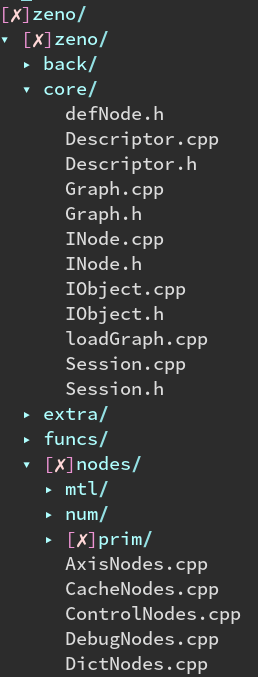 [✗]zeno/
▾ [✗]zeno/
▸ back/
▾ core/
defNode.h
Descriptor.cpp
Descriptor.h
Graph.cpp
Graph.h
INode.cpp
INode.h
IObject.cpp
IObject.h
loadGraph.cpp
Session.cpp
Session.h
▸ extra/
▸ funcs/
▾ [✗]nodes/
▸ mtl/
▸ num/
▸ [✗]prim/
AxisNodes.cpp
CacheNodes.cpp
ControlNodes.cpp
DebugNodes.cpp
DictNodes.cpp